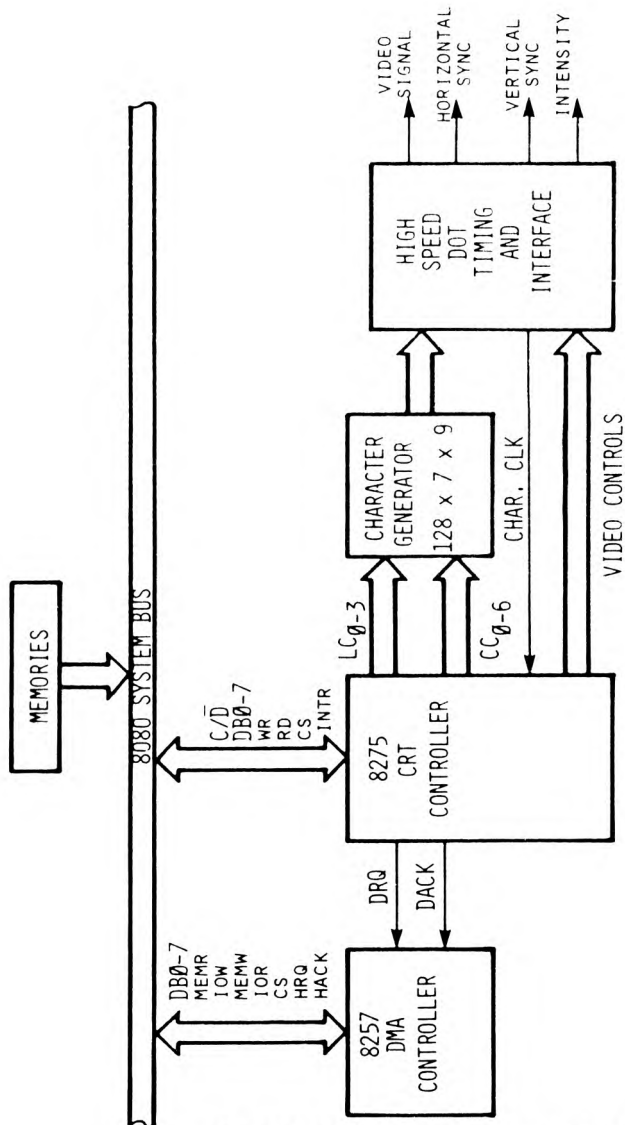 MEMORIES
8080 SYSTEM BUS
DBØ-7
MEMR
IOW
MEMW
IOR
CS
HRQ
HACK
C/D̅
DBØ-7
WR
RD
CS
INTR
8257
DMA
CONTROLLER
DRQ
DACK
8275
CRT
CONTROLLER
LCØ-3
CCØ-6
CHARACTER
GENERATOR
128 x 7 x 9
CHAR. CLK
VIDEO CONTROLS
HIGH
SPEED
DOT
TIMING
AND
INTERFACE
VIDEO
SIGNAL
HORIZONTAL
SYNC
VERTICAL
SYNC
INTENSITY